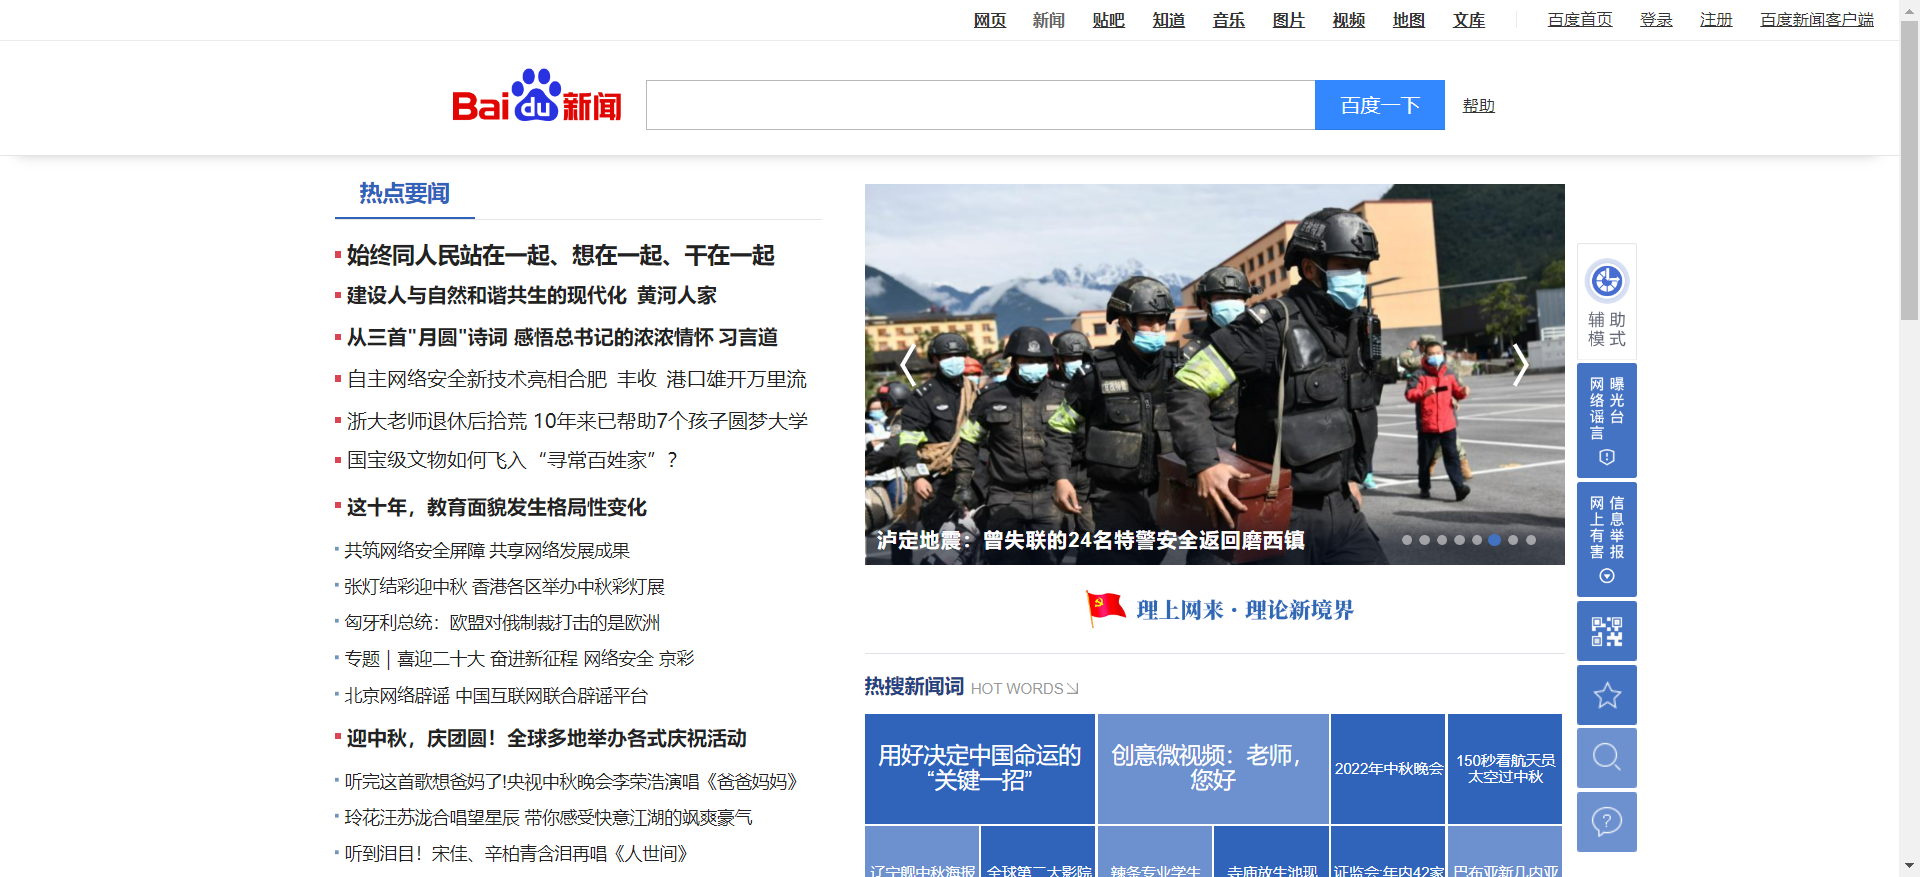 网页 新闻 贴吧 知道 音乐 图片 视频 地图 文库 百度首页 登录 注册 百度新闻客户端
Bai du 新闻 百度一下 帮助
热点要闻
始终同人民站在一起、想在一起、干在一起
建设人与自然和谐共生的现代化 黄河人家
从三首"月圆"诗词 感悟总书记的浓浓情怀 习言道
自主网络安全新技术亮相合肥 丰收 港口雄开万里流
浙大老师退休后拾荒 10年来已帮助7个孩子圆梦大学
国宝级文物如何飞入“寻常百姓家”？
这十年，教育面貌发生格局性变化
共筑网络安全屏障 共享网络发展成果
张灯结彩迎中秋 香港各区举办中秋彩灯展
匈牙利总统：欧盟对俄制裁打击的是欧洲
专题 | 喜迎二十大 奋进新征程 网络安全 京彩
北京网络辟谣 中国互联网联合辟谣平台
迎中秋，庆团圆！全球多地举办各式庆祝活动
听完这首歌想爸妈了!央视中秋晚会李荣浩演唱《爸爸妈妈》
玲花汪苏泷合唱望星辰 带你感受快意江湖的飒爽豪气
听到泪目！宋佳、辛柏青含泪再唱《人世间》
泸定地震：曾失联的24名特警安全返回磨西镇
理上网来·理论新境界
热搜新闻词 HOT WORDS
用好决定中国命运的
“关键一招”
创意微视频：老师，
您好
2022年中秋晚会
150秒看航天员
太空过中秋
辽宁舰中秋海报
全球第二大影院
辣条专业学生
寺庙放生池现
证监会:年内42家
巴布亚新几内亚
辅助
模式
网络谣言
曝光台
网上有害
信息举报